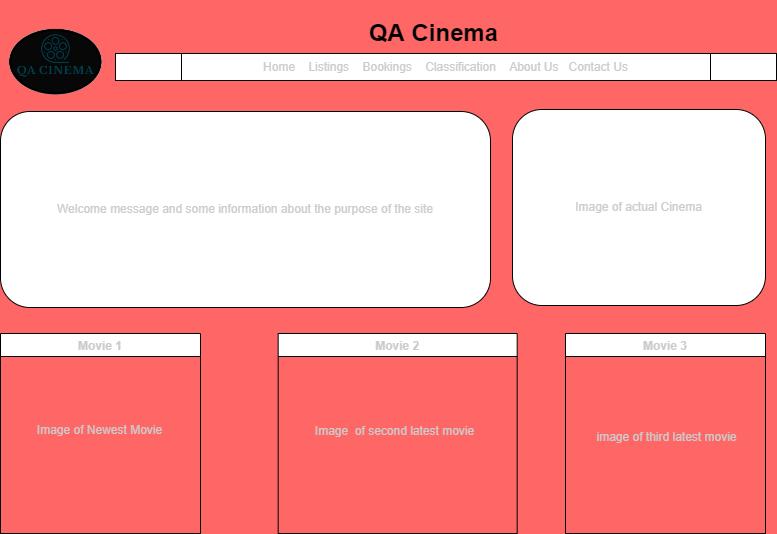 QA Cinema
QA CINEMA
Home Listings Bookings Classification About Us Contact Us
Welcome message and some information about the purpose of the site
Image of actual Cinema
Movie 1
Movie 2
Movie 3
Image of Newest Movie
Image of second latest movie
image of third latest movie